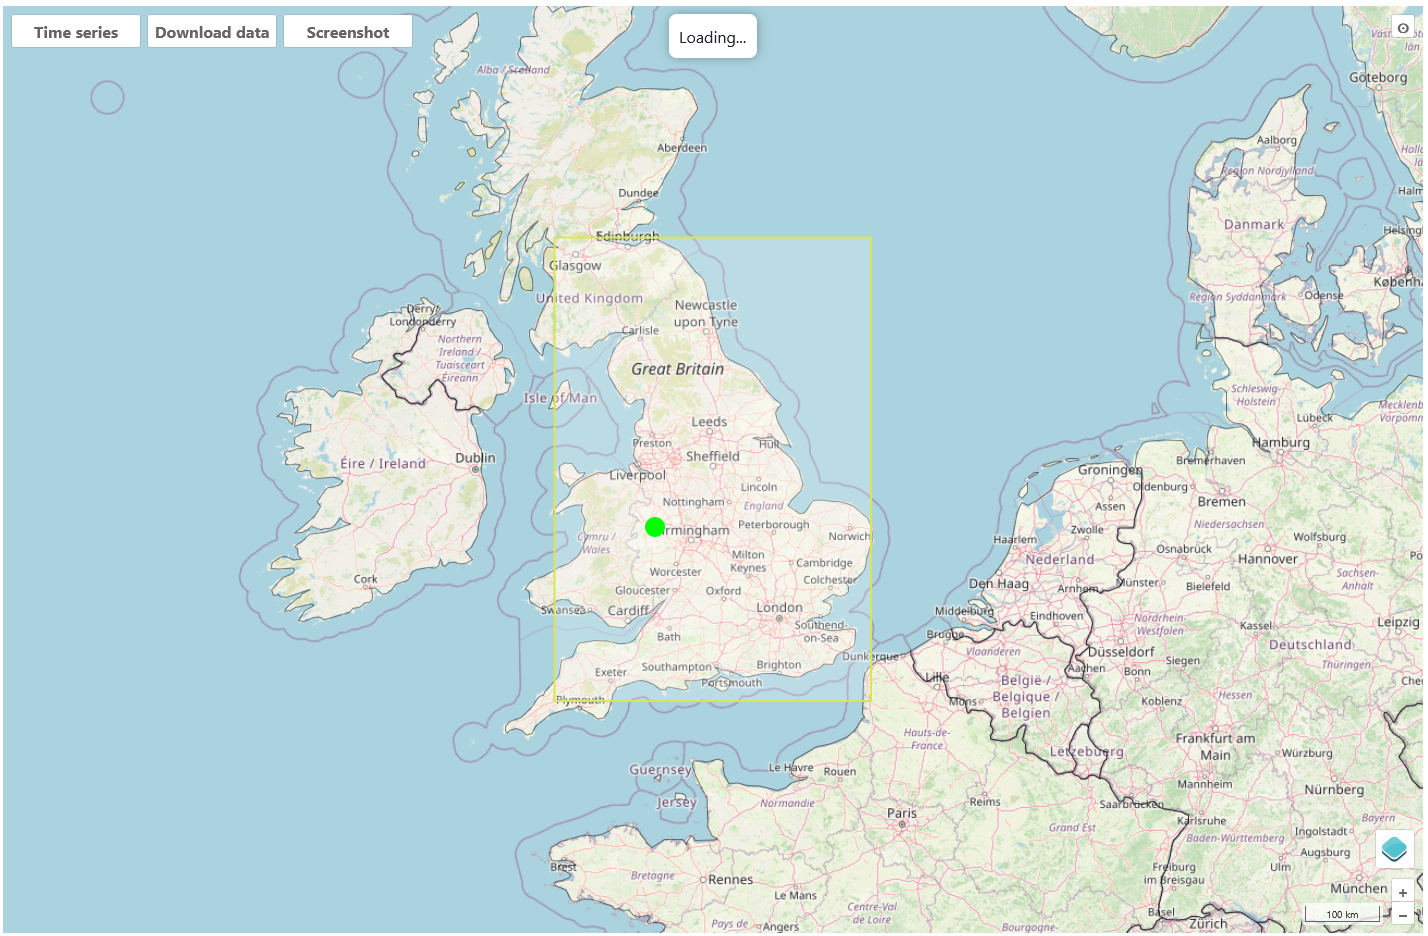 Time series
Download data
Screenshot
Loading...
Göteborg
Alba / Scotland
Aberdeen
Aalborg
Region Nordjylland
Dundee
Danmark
Edinburgh
Glasgow
København
United Kingdom
Region Syddanmark
Odense
Derry/
Londonderry
Newcastle
upon Tyne
Carlisle
Northern
Ireland /
Tuaisceart
Éireann
Great Britain
Schleswig-
Holstein
Isle of Man
Lübeck
Leeds
Preston
Hull
Hamburg
Éire / Ireland
Dublin
Sheffield
Bremerhaven
Liverpool
Groningen
Lincoln
Oldenburg
Nottingham
England
Assen
Bremen
Peterborough
Niedersachsen
Birmingham
Norwich
Zwolle
Wolfsburg
Cymru /
Wales
Haarlem
Osnabrück
Hannover
Milton
Keynes
Cambridge
Nederland
Worcester
Colchester
Sachsen-
Anhalt
Cork
Den Haag
Münster
Bielefeld
Gloucester
Oxford
Arnhem
Swansea
Cardiff
London
Middelburg
Eindhoven
Nordrhein-
Westfalen
Kassel
Leipzig
Bath
Southend-
on-Sea
Brugge
Vlaanderen
Düsseldorf
Deutschland
Dunkerque
Siegen
Thüringen
Exeter
Southampton
Brighton
Portsmouth
Lille
België /
Belgique /
Belgien
Aachen
Bonn
Plymouth
Mons
Koblenz
Hessen
Hauts-de-
France
Frankfurt am
Main
Lëtzebuerg
Würzburg
Guernsey
Le Havre
Rouen
Mannheim
Nürnberg
Jersey
Normandie
Reims
Saarbrücken
Paris
Karlsruhe
Bayern
Grand Est
Baden-Württemberg
Ingolstadt
Augsburg
Brest
Bretagne
Rennes
Freiburg
im Breisgau
Ulm
München
Le Mans
Centre-Val
de Loire
Basel
Zürich
Pays de
Angers
Bourgogne-
100 km
+
−